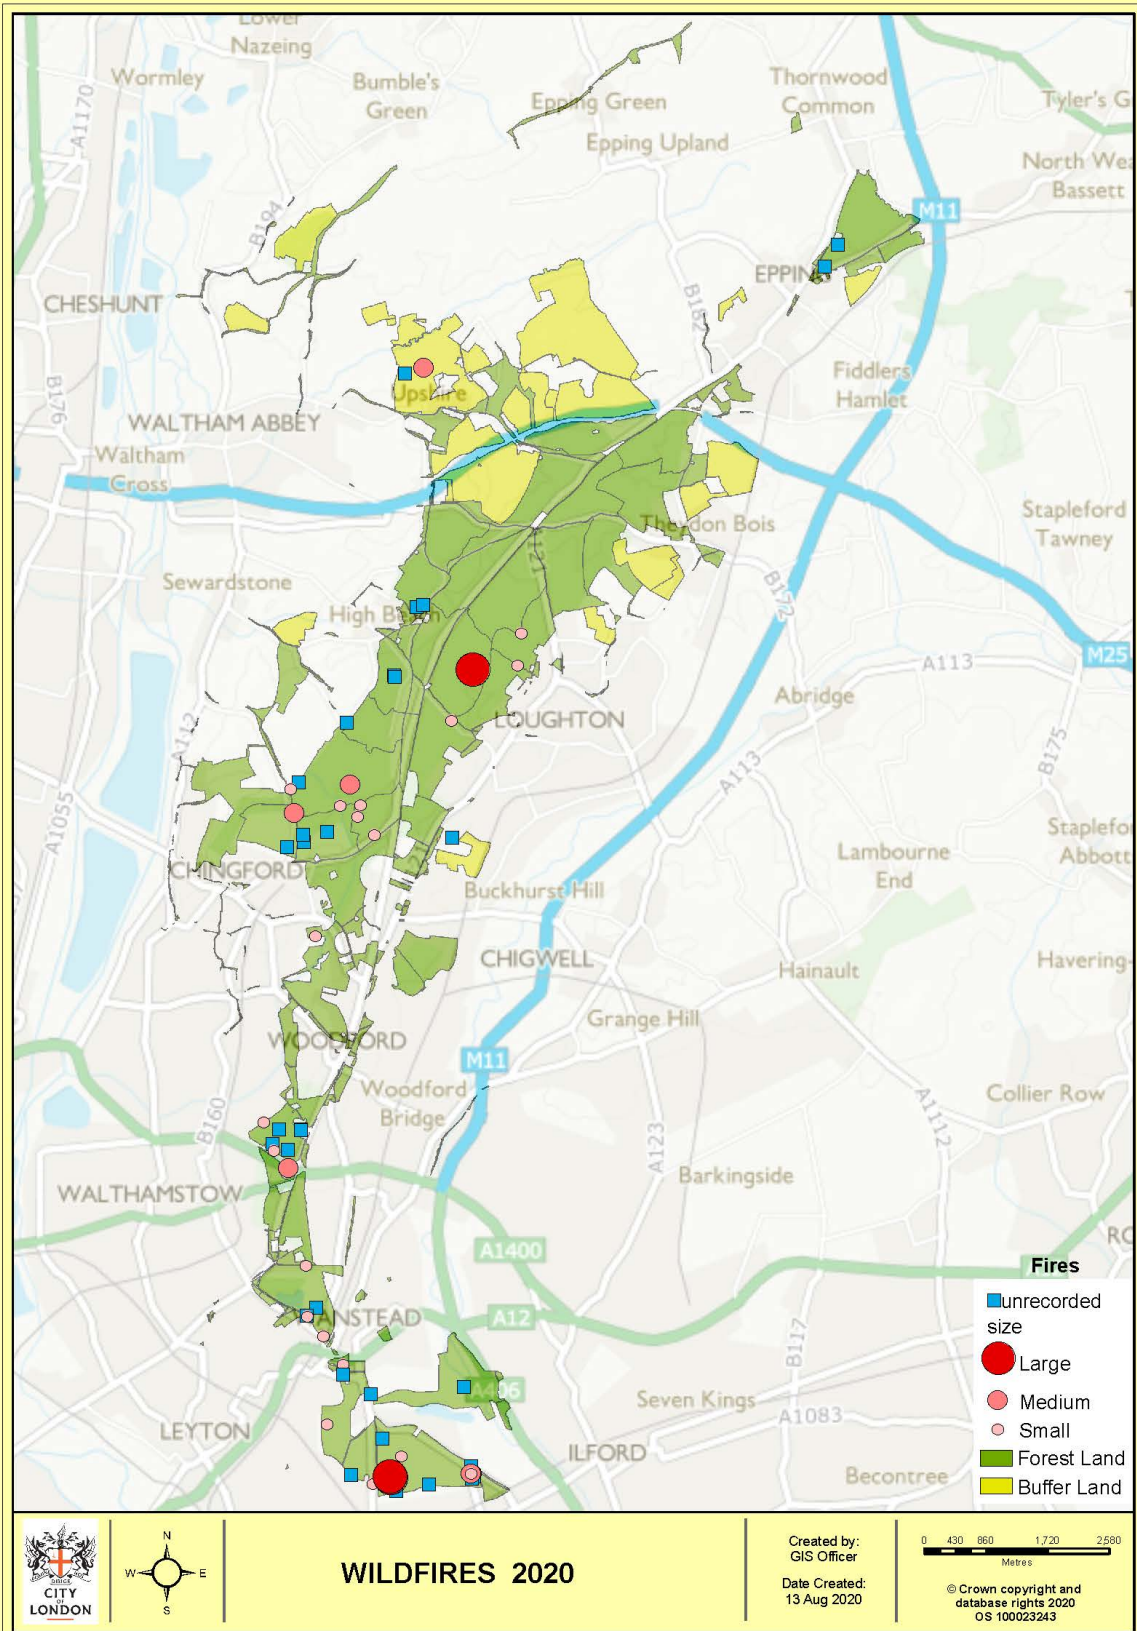 Lower
Nazeing
Wormley
Bumble's
Green
Epping Green
Thornwood
Common
Tyler's G
A1170
Epping Upland
North Wea
Bassett
M11
B194
EPPING
CHESHUNT
B182
Fiddlers
Hamlet
B176
Upshire
WALTHAM ABBEY
Waltham
Cross
Theydon Bois
Stapleford
Tawney
A121
Sewardstone
B172
High Beach
M25
A113
Abridge
LOUGHTON
A112
B175
A113
A1055
Staplefo
Abbott
Lambourne
End
CHINGFORD
Buckhurst Hill
CHIGWELL
Hainault
Havering-
Grange Hill
WOODFORD
M11
Woodford
Bridge
Collier Row
B160
A1112
A123
Barkingside
WALTHAMSTOW
A1400
RO
WANSTEAD
A12
B117
A406
Seven Kings
A1083
LEYTON
ILFORD
Becontree
Fires
unrecorded
size
Large
Medium
Small
Forest Land
Buffer Land
CITY
OF
LONDON
N
W
E
S
WILDFIRES 2020
Created by:
GIS Officer
Date Created:
13 Aug 2020
0 430 860 1,720 2,580
Metres
© Crown copyright and
database rights 2020
OS 100023243